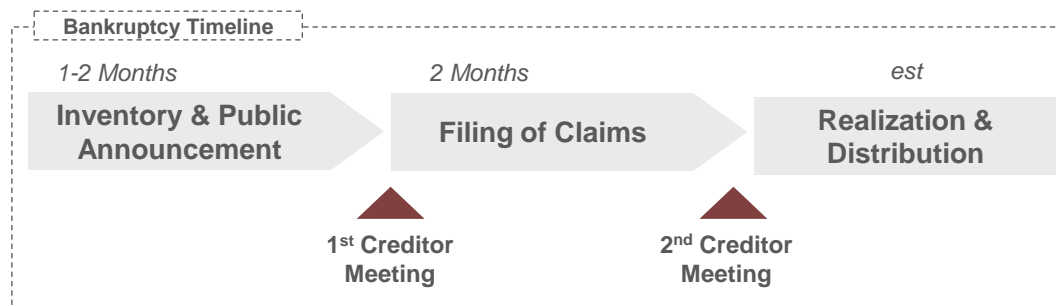 Bankruptcy Timeline
1-2 Months
2 Months
est
Inventory & Public
Announcement
Filing of Claims
Realization &
Distribution
1st Creditor
Meeting
2nd Creditor
Meeting